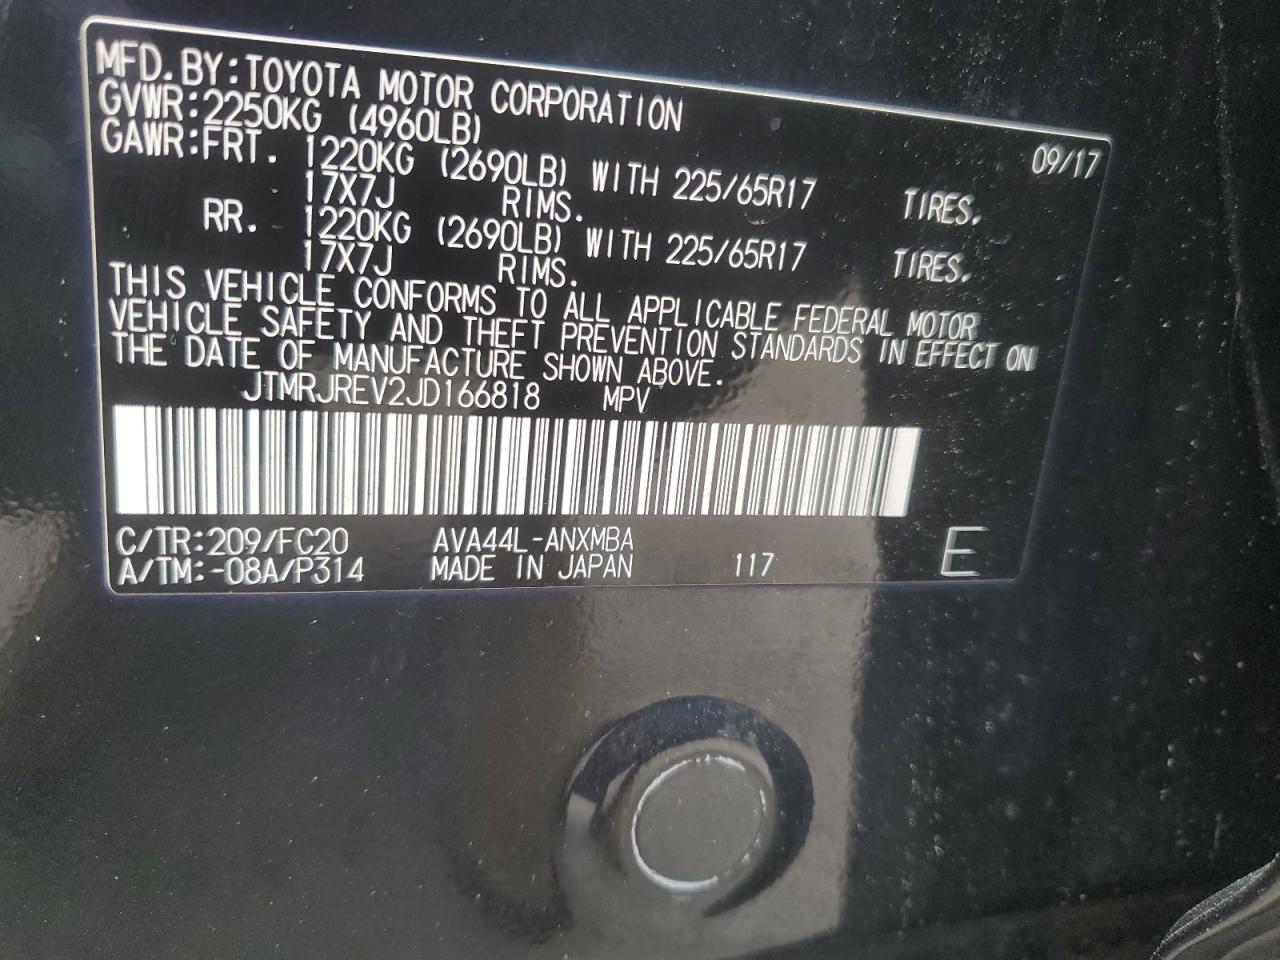 MFD. BY: TOYOTA MOTOR CORPORATION 09/17
GVWR: 2250KG (4960LB)
GAWR: FRT. 1220KG (2690LB) WITH 225/65R17 TIRES.
17X7J RIMS.
RR. 1220KG (2690LB) WITH 225/65R17 TIRES.
17X7J RIMS.
THIS VEHICLE CONFORMS TO ALL APPLICABLE FEDERAL MOTOR
VEHICLE SAFETY AND THEFT PREVENTION STANDARDS IN EFFECT ON
THE DATE OF MANUFACTURE SHOWN ABOVE.
JTMRJREV2JD166818 MPV
C/TR: 209/FC20 AVA44L-ANXMBA
A/TM: -08A/P314 MADE IN JAPAN 117 E